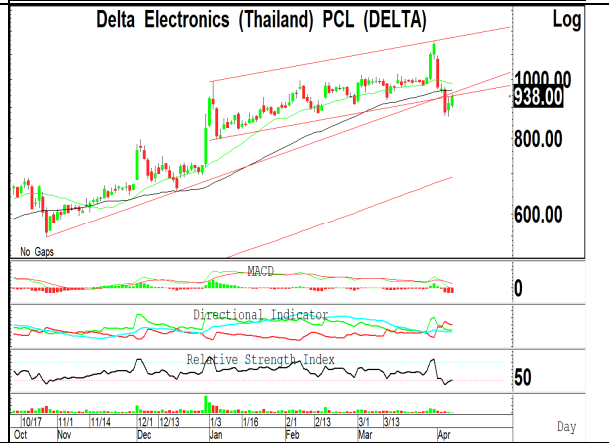 Delta Electronics (Thailand) PCL (DELTA) Log
1000.00
938.00
800.00
600.00
No Gaps
MACD
0
Directional Indicator
Relative Strength Index
50
10/17 11/1 11/14 12/1 12/13 1/3 1/16 2/1 2/13 3/1 3/13
Oct Nov Dec Jan Feb Mar Apr Day